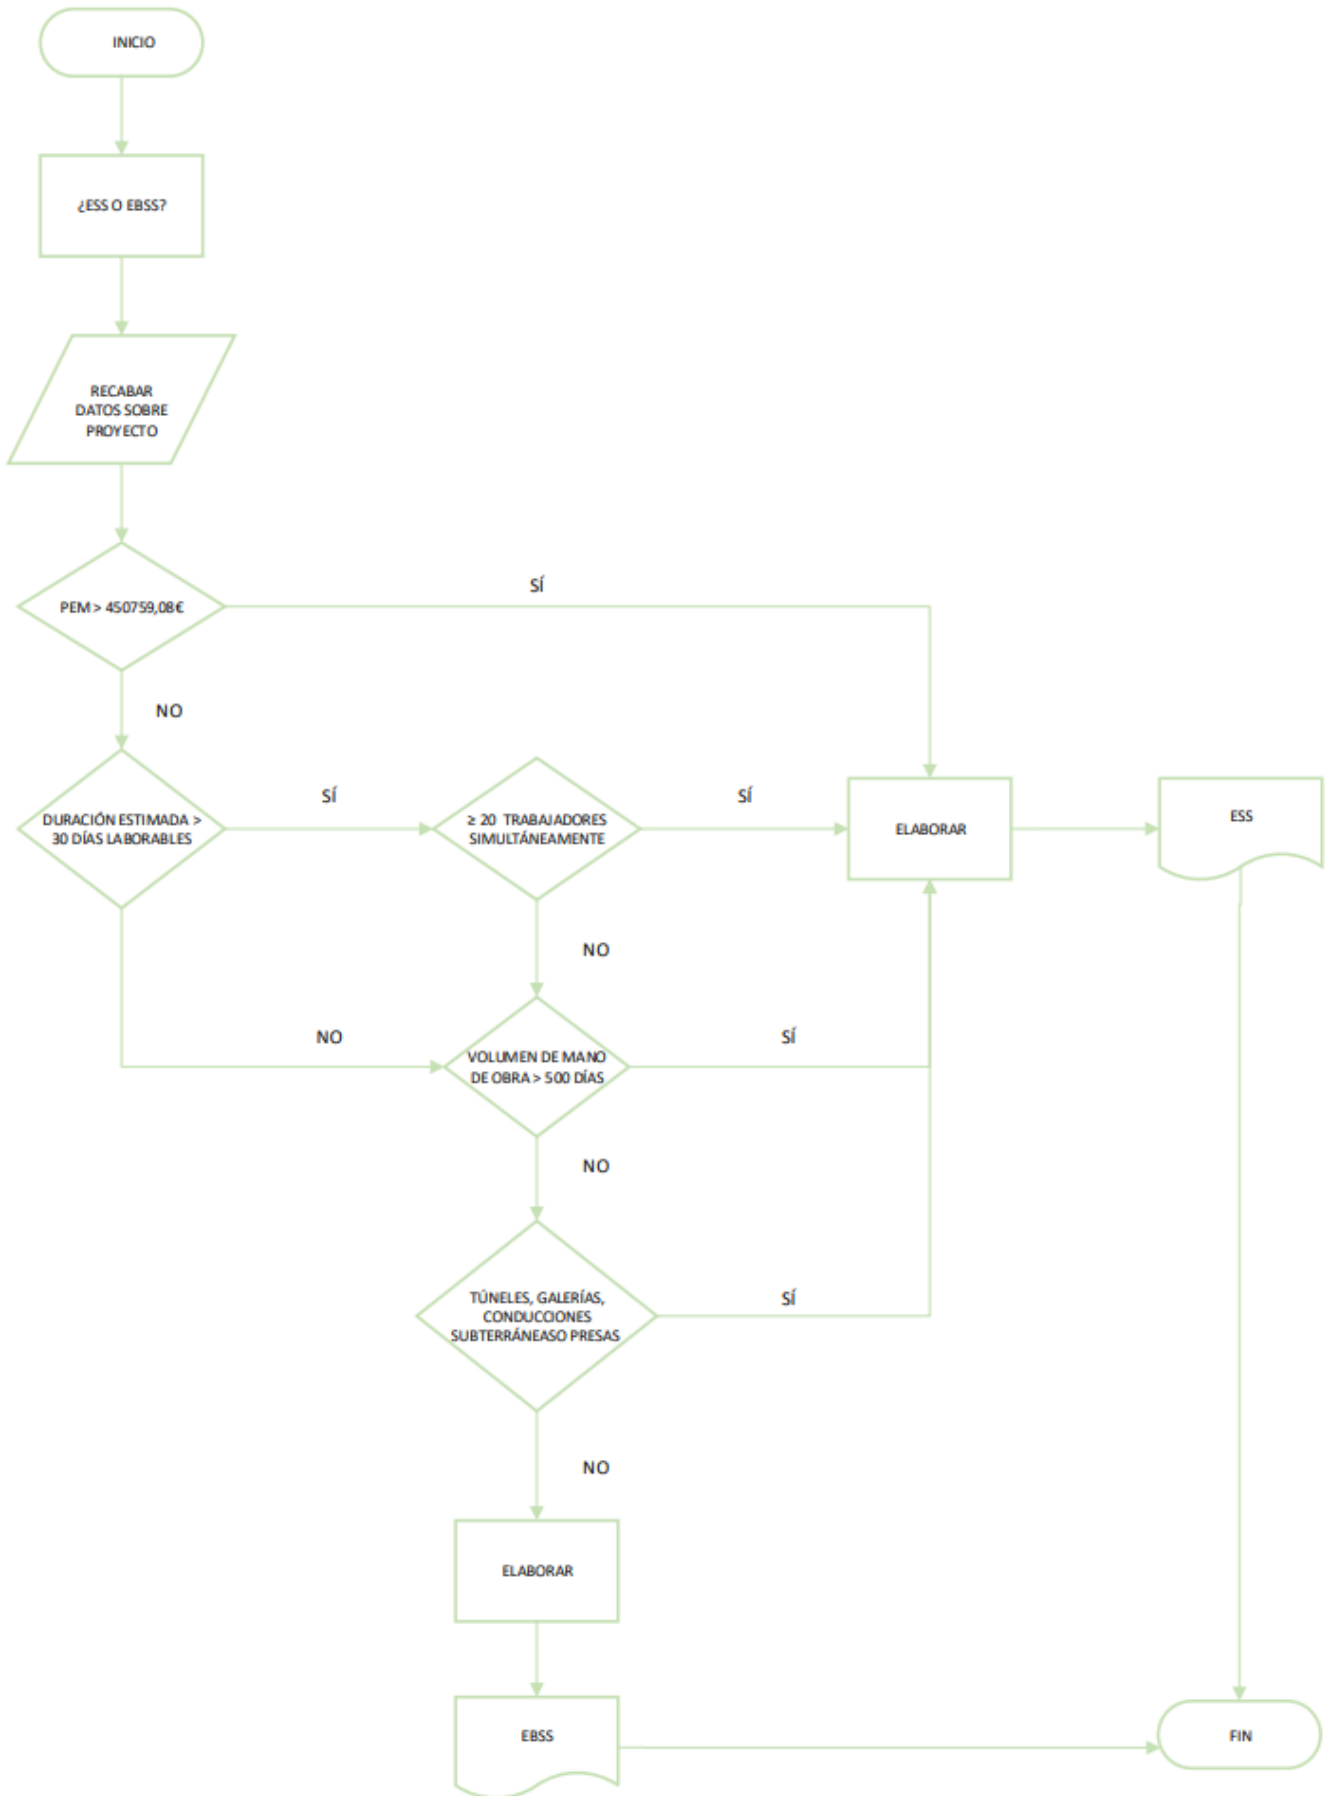 INICIO
¿ESS O EBSS?
RECABAR
DATOS SOBRE
PROYECTO
PEM > 450759,08€
SÍ
NO
DURACIÓN ESTIMADA >
30 DÍAS LABORABLES
SÍ
≥ 20 TRABAJADORES
SIMULTÁNEAMENTE
SÍ
ELABORAR
ESS
NO
NO
VOLUMEN DE MANO
DE OBRA > 500 DÍAS
SÍ
NO
TÚNELES, GALERÍAS,
CONDUCCIONES
SUBTERRÁNEASO PRESAS
SÍ
NO
ELABORAR
EBSS
FIN